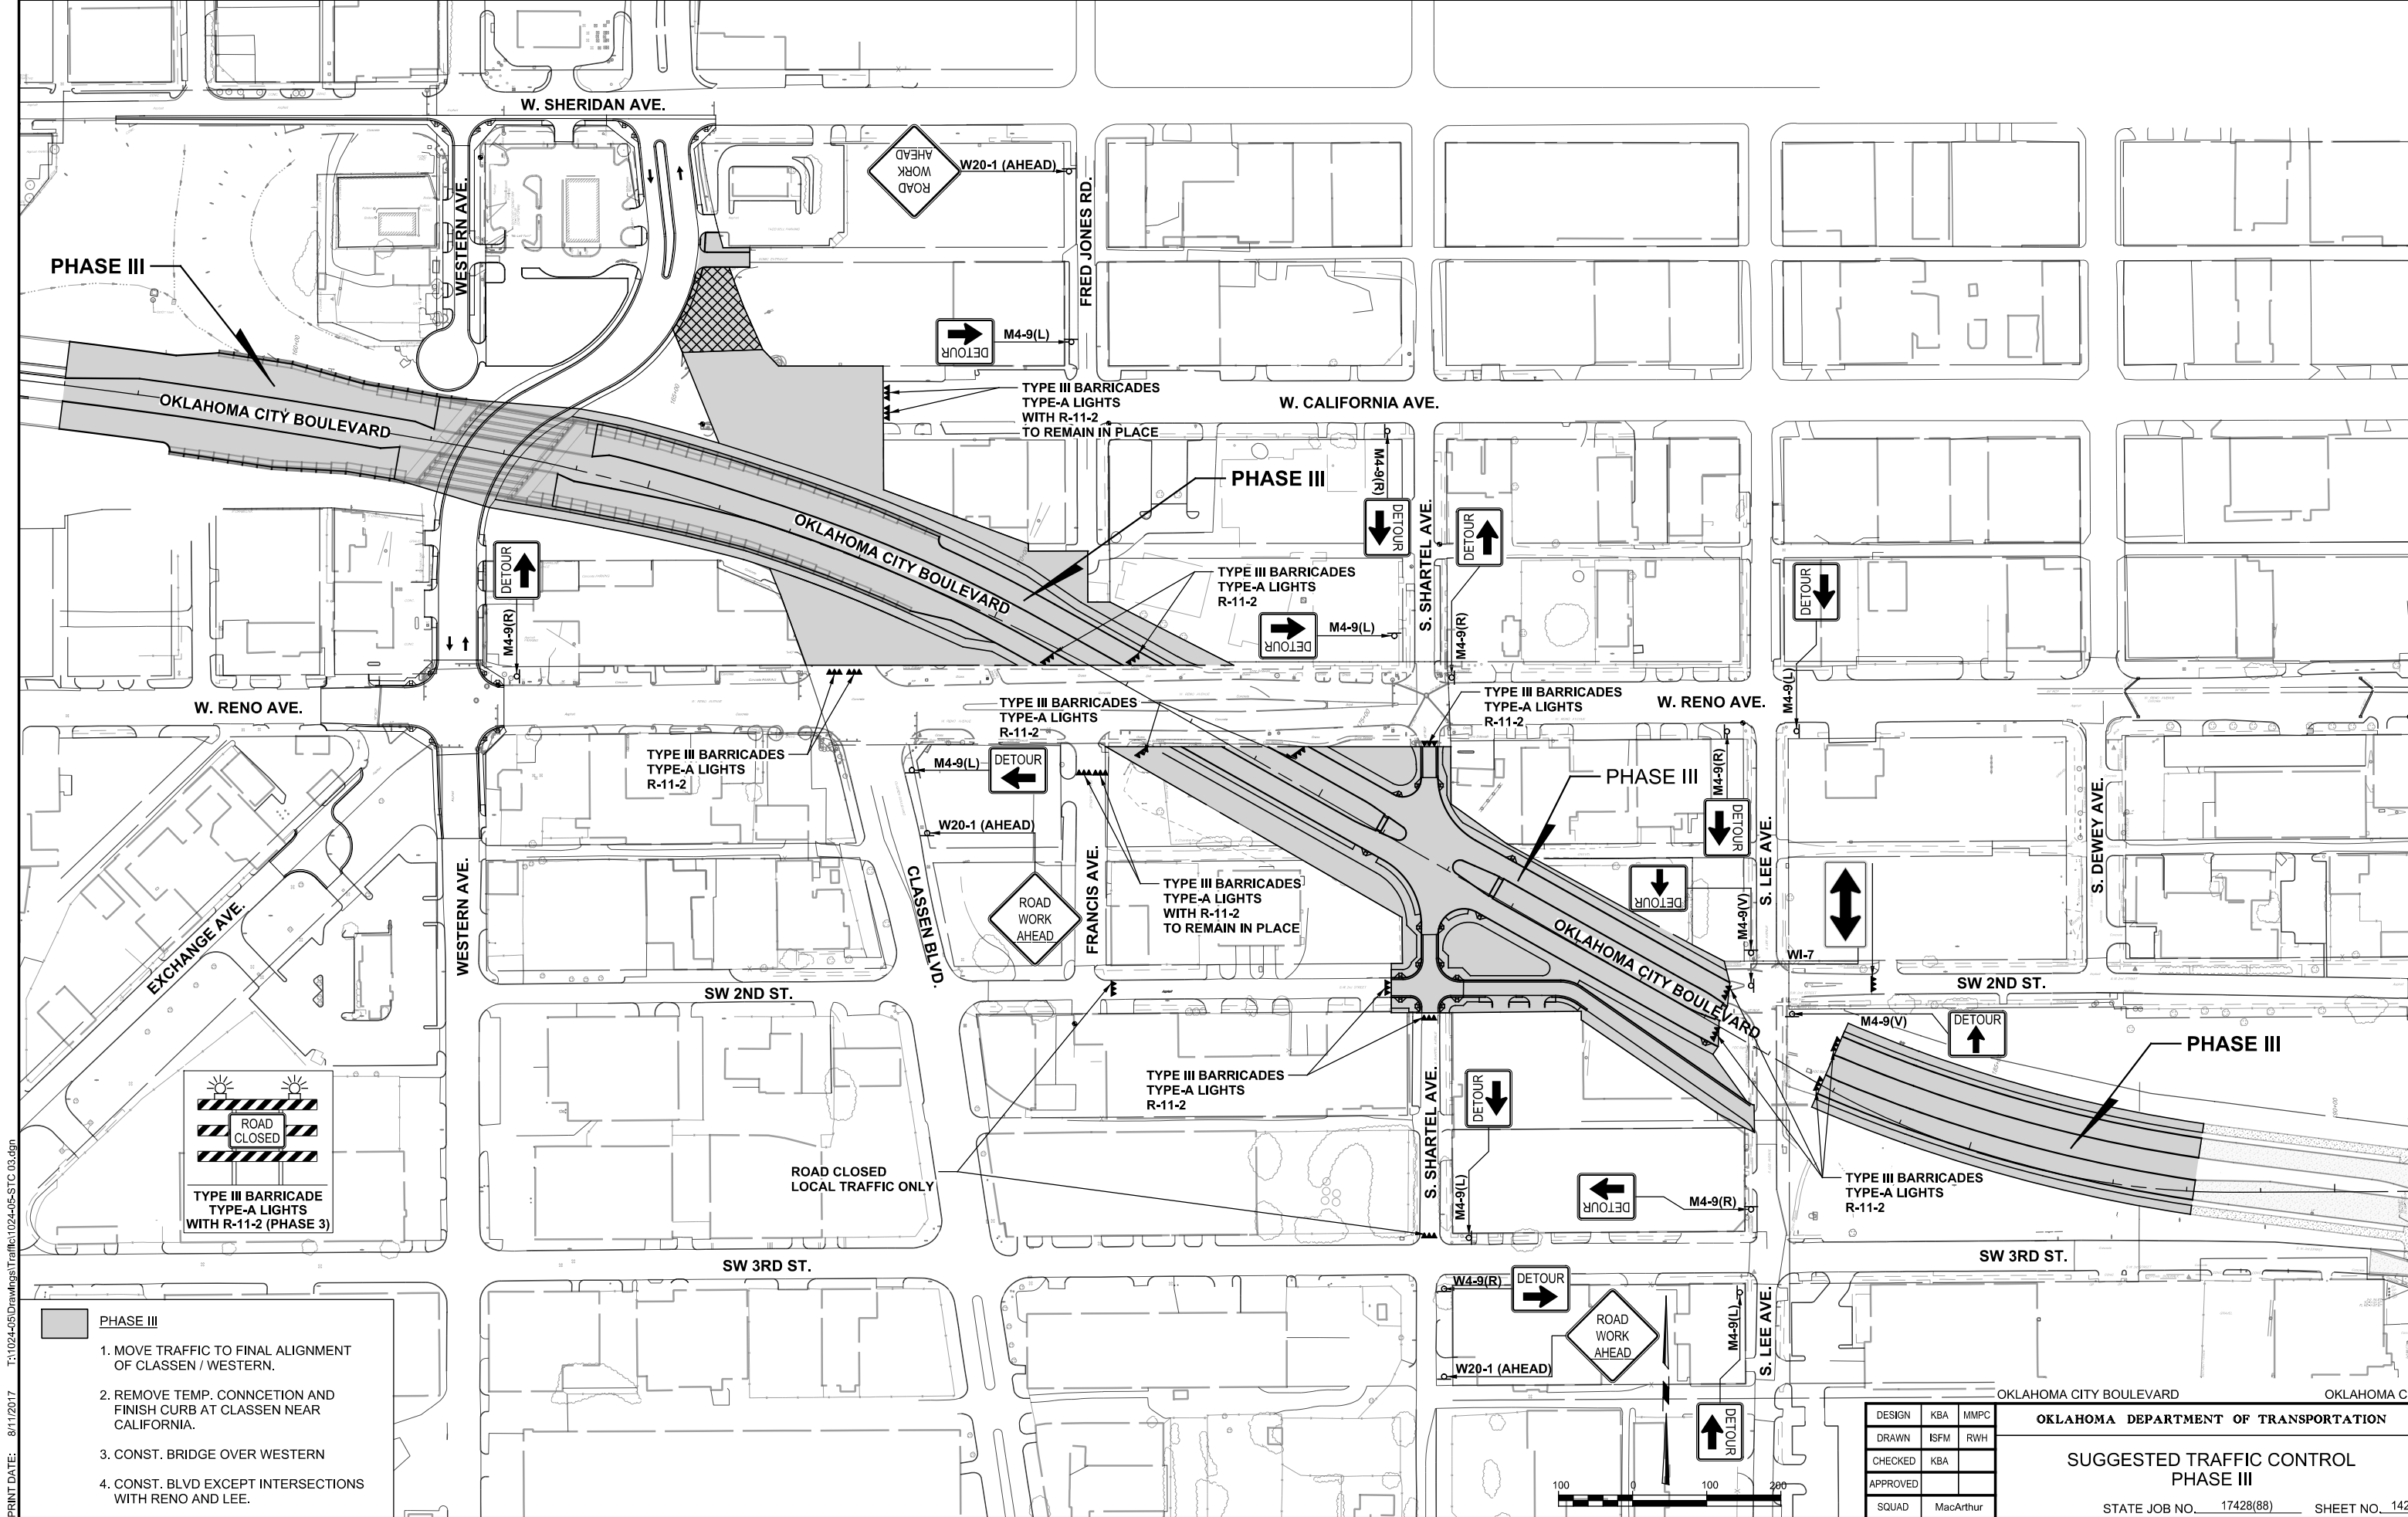 W. SHERIDAN AVE.
ROAD
WORK
AHEAD
W20-1 (AHEAD)
WESTERN AVE.
FRED JONES RD.
PHASE III
DETOUR
M4-9(L)
TYPE III BARRICADES
TYPE-A LIGHTS
WITH R-11-2
TO REMAIN IN PLACE
W. CALIFORNIA AVE.
OKLAHOMA CITY BOULEVARD
M4-9(R)
PHASE III
DETOUR
S. SHARTEL AVE.
DETOUR
M4-9(R)
OKLAHOMA CITY BOULEVARD
DETOUR
M4-9(R)
TYPE III BARRICADES
TYPE-A LIGHTS
R-11-2
DETOUR
M4-9(L)
DETOUR
M4-9(L)
W. RENO AVE.
TYPE III BARRICADES
TYPE-A LIGHTS
R-11-2
TYPE III BARRICADES
TYPE-A LIGHTS
R-11-2
W. RENO AVE.
TYPE III BARRICADES
TYPE-A LIGHTS
R-11-2
M4-9(L)
DETOUR
PHASE III
M4-9(R)
DETOUR
W20-1 (AHEAD)
ROAD
WORK
AHEAD
CLASSEN BLVD.
FRANCIS AVE.
TYPE III BARRICADES
TYPE-A LIGHTS
WITH R-11-2
TO REMAIN IN PLACE
DETOUR
M4-9(V)
S. LEE AVE.
S. DEWEY AVE.
WI-7
EXCHANGE AVE.
WESTERN AVE.
SW 2ND ST.
OKLAHOMA CITY BOULEVARD
SW 2ND ST.
M4-9(V)
DETOUR
PHASE III
TYPE III BARRICADES
TYPE-A LIGHTS
R-11-2
ROAD
CLOSED
TYPE III BARRICADE
TYPE-A LIGHTS
WITH R-11-2 (PHASE 3)
ROAD CLOSED
LOCAL TRAFFIC ONLY
S. SHARTEL AVE.
DETOUR
M4-9(L)
DETOUR
M4-9(R)
TYPE III BARRICADES
TYPE-A LIGHTS
R-11-2
SW 3RD ST.
SW 3RD ST.
W4-9(R)
DETOUR
ROAD
WORK
AHEAD
W20-1 (AHEAD)
M4-9(L)
S. LEE AVE.
DETOUR
PHASE III
1. MOVE TRAFFIC TO FINAL ALIGNMENT
OF CLASSEN / WESTERN.
2. REMOVE TEMP. CONNCETION AND
FINISH CURB AT CLASSEN NEAR
CALIFORNIA.
3. CONST. BRIDGE OVER WESTERN
4. CONST. BLVD EXCEPT INTERSECTIONS
WITH RENO AND LEE.
100 0 100 200
OKLAHOMA CITY BOULEVARD OKLAHOMA C
DESIGN KBA MMPC
DRAWN ISFM RWH
CHECKED KBA
APPROVED
SQUAD MacArthur
OKLAHOMA DEPARTMENT OF TRANSPORTATION
SUGGESTED TRAFFIC CONTROL
PHASE III
STATE JOB NO. 17428(88) SHEET NO. 142
PRINT DATE: 8/11/2017 T:\1024-05\Drawings\Traffic\1024-05-STC 03.dgn